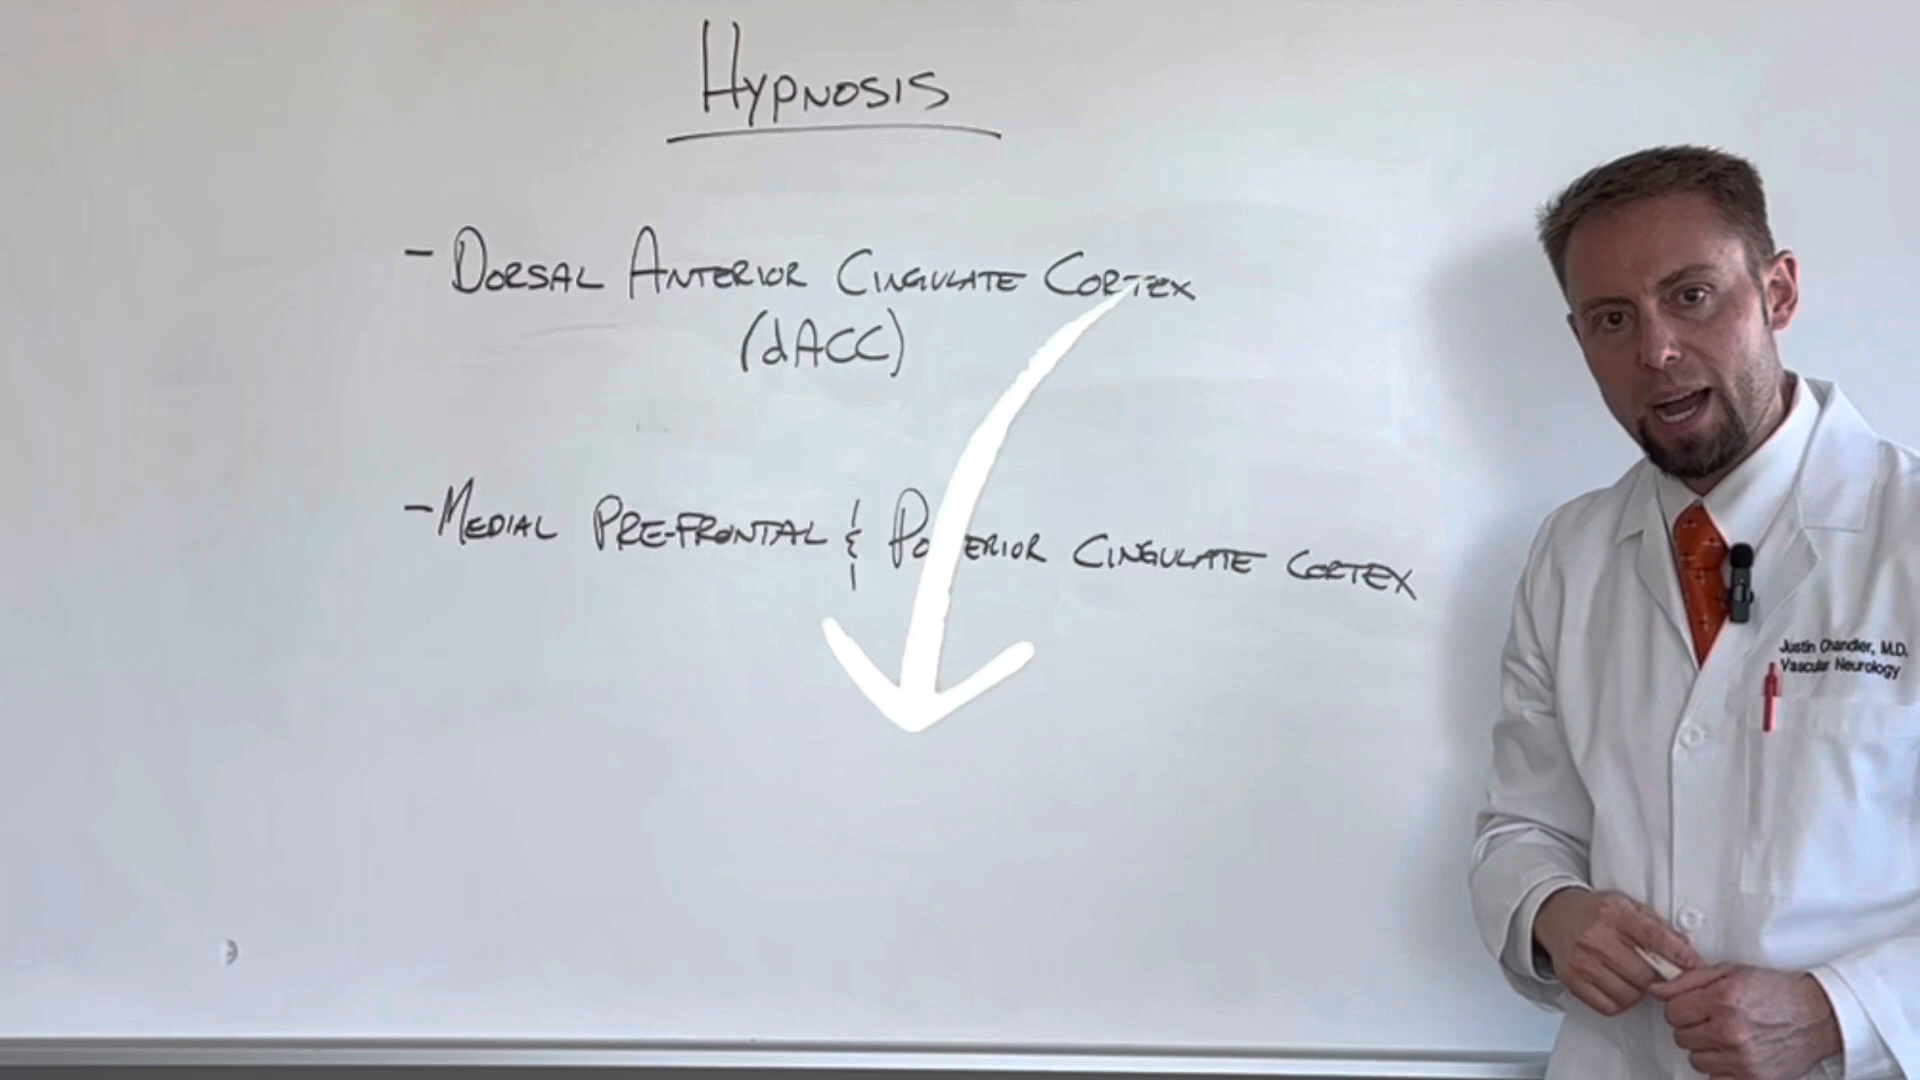 HYPNOSIS
- DORSAL ANTERIOR CINGULATE CORTEX
(dACC)
- MEDIAL PRE-FRONTAL & POSTERIOR CINGULATE CORTEX
Justin Chandler, M.D.
Vascular Neurology